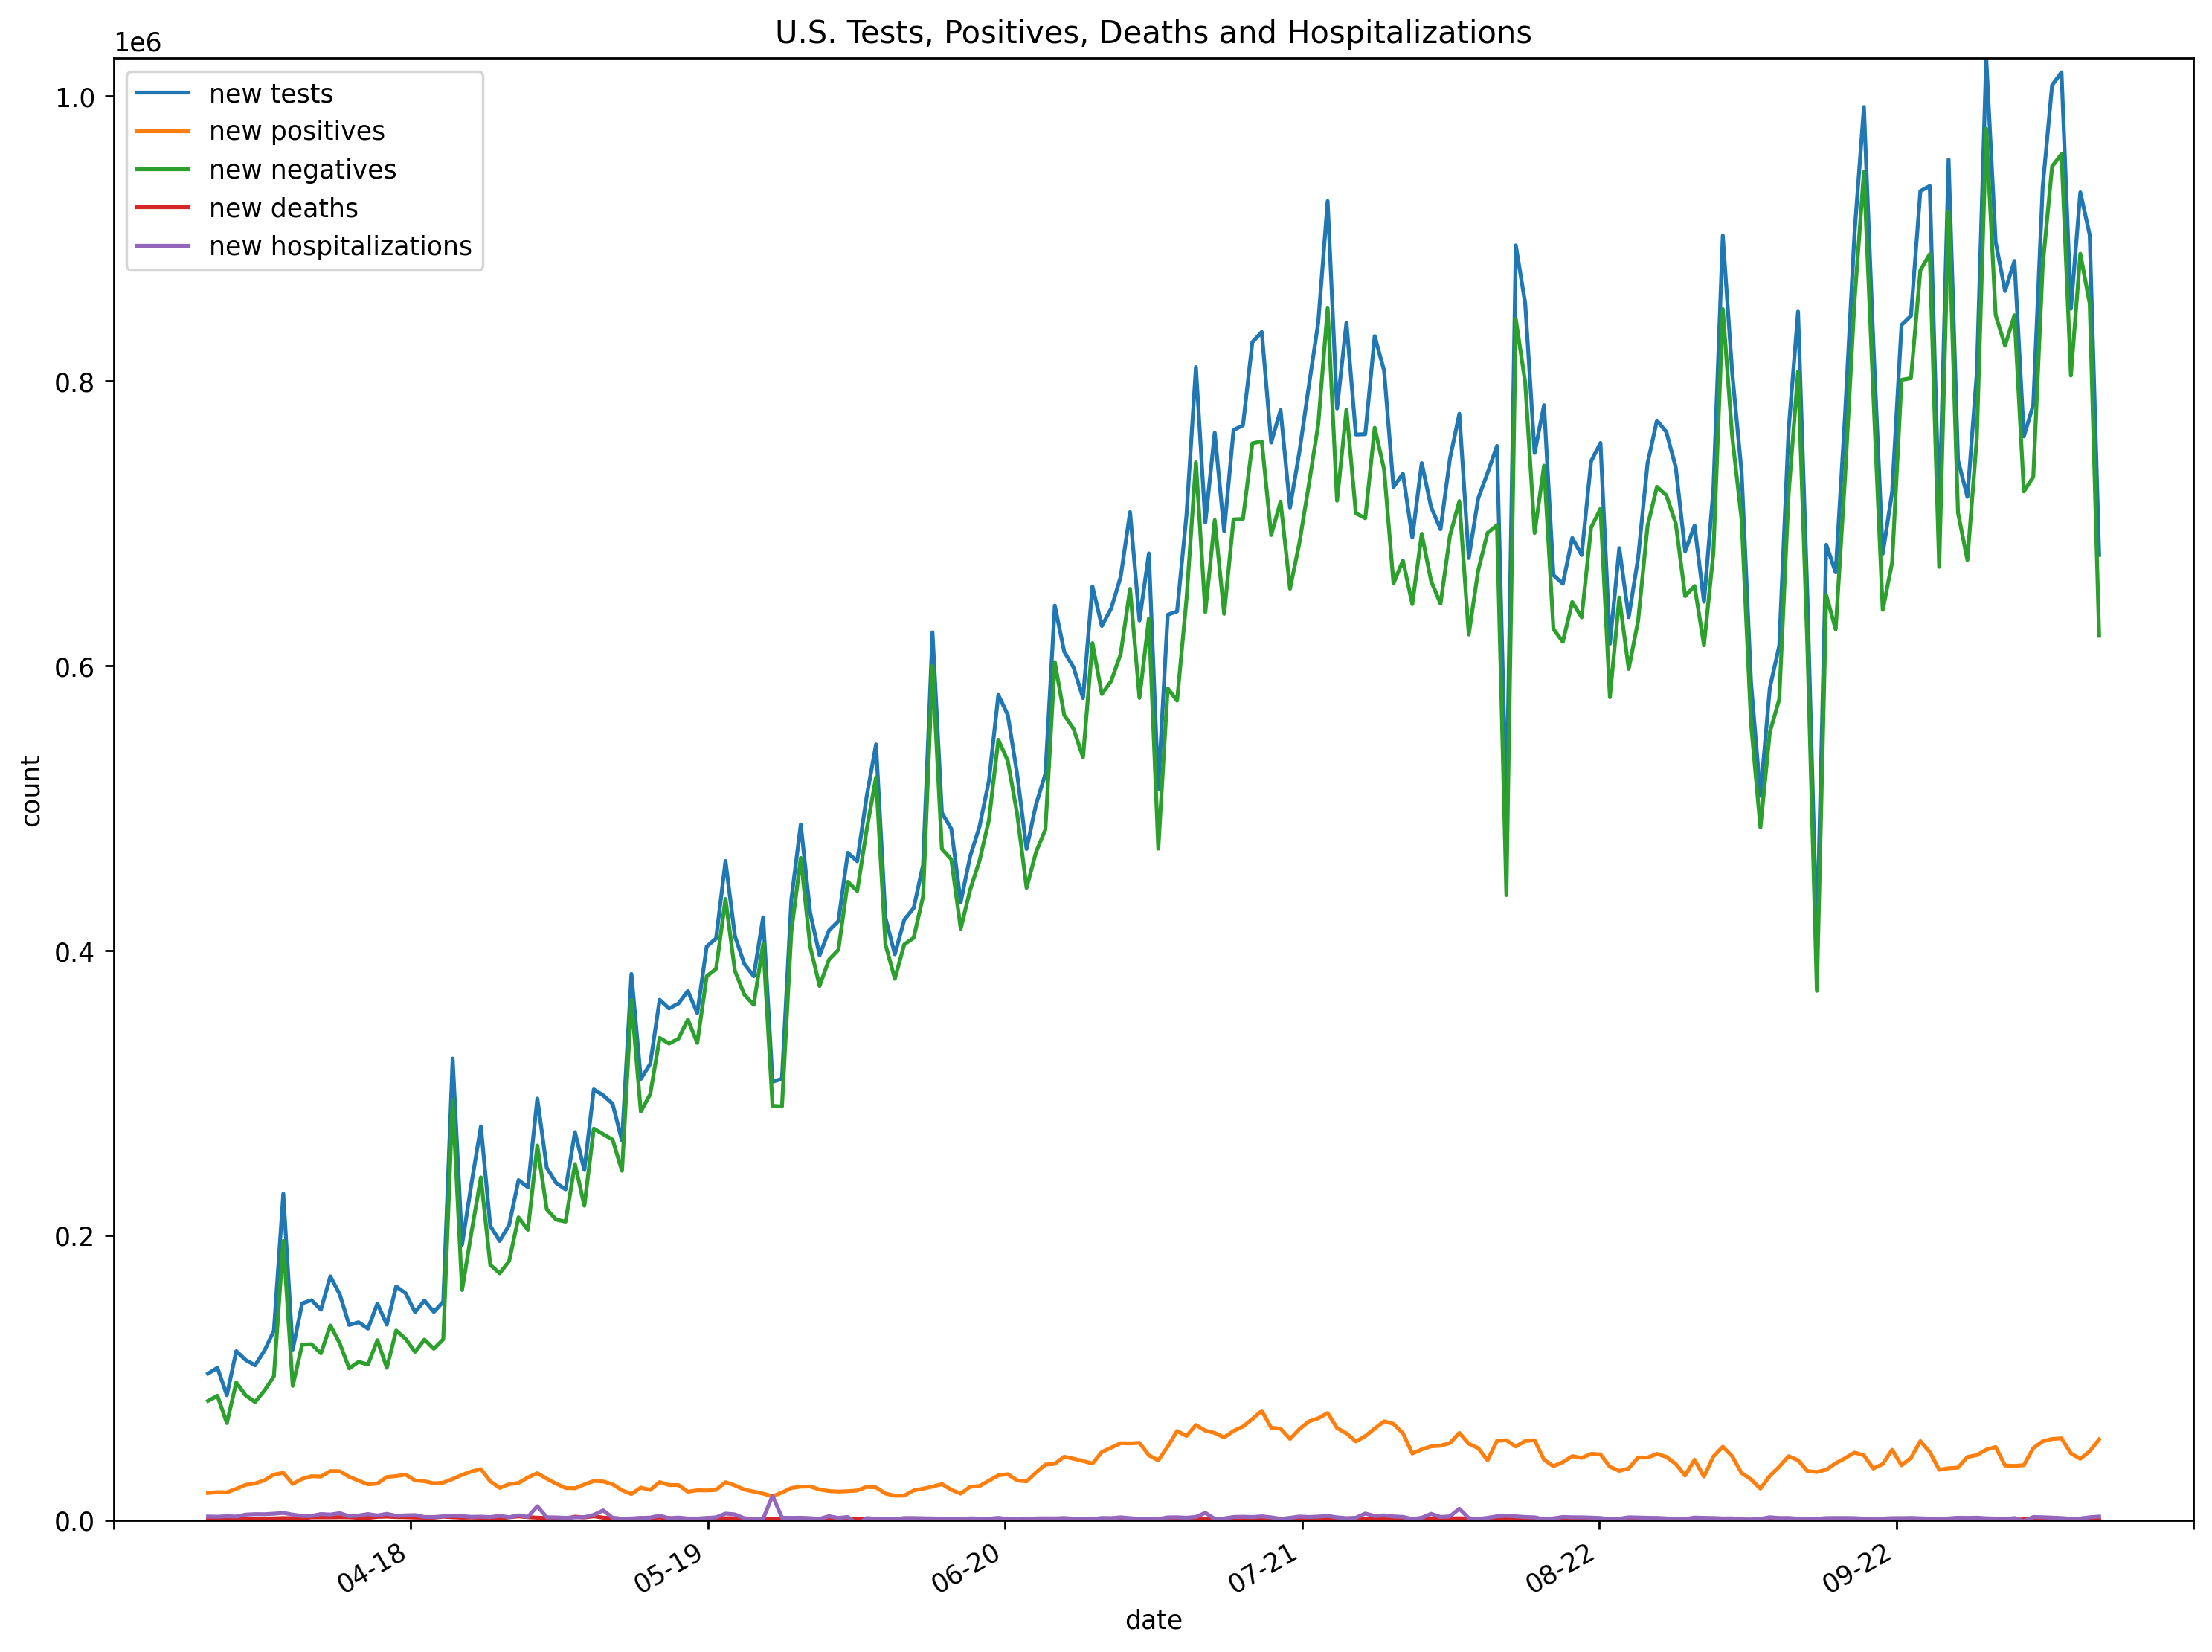 U.S. Tests, Positives, Deaths and Hospitalizations
1e6
new tests
new positives
new negatives
new deaths
new hospitalizations
1.0
0.8
0.6
0.4
0.2
0.0
count
04-18
05-19
06-20
07-21
08-22
09-22
date